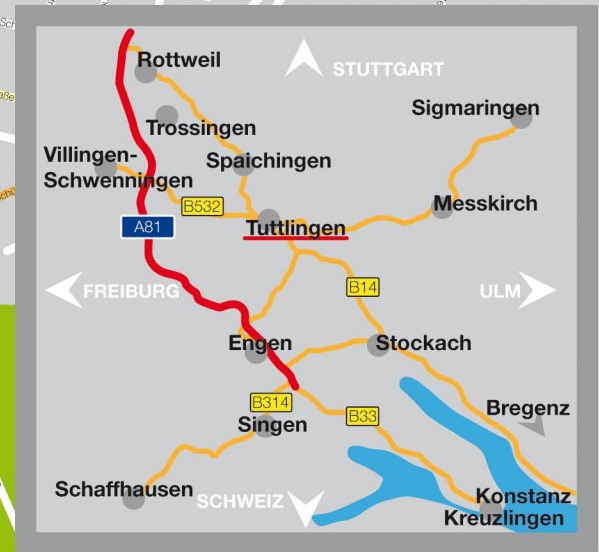 Rottweil
STUTTGART
Sigmaringen
Trossingen
Villingen-
Schwenningen
Spaichingen
B532
Messkirch
A81
Tuttlingen
FREIBURG
B14
ULM
Engen
Stockach
B314
B33
Bregenz
Singen
Schaffhausen
SCHWEIZ
Konstanz
Kreuzlingen